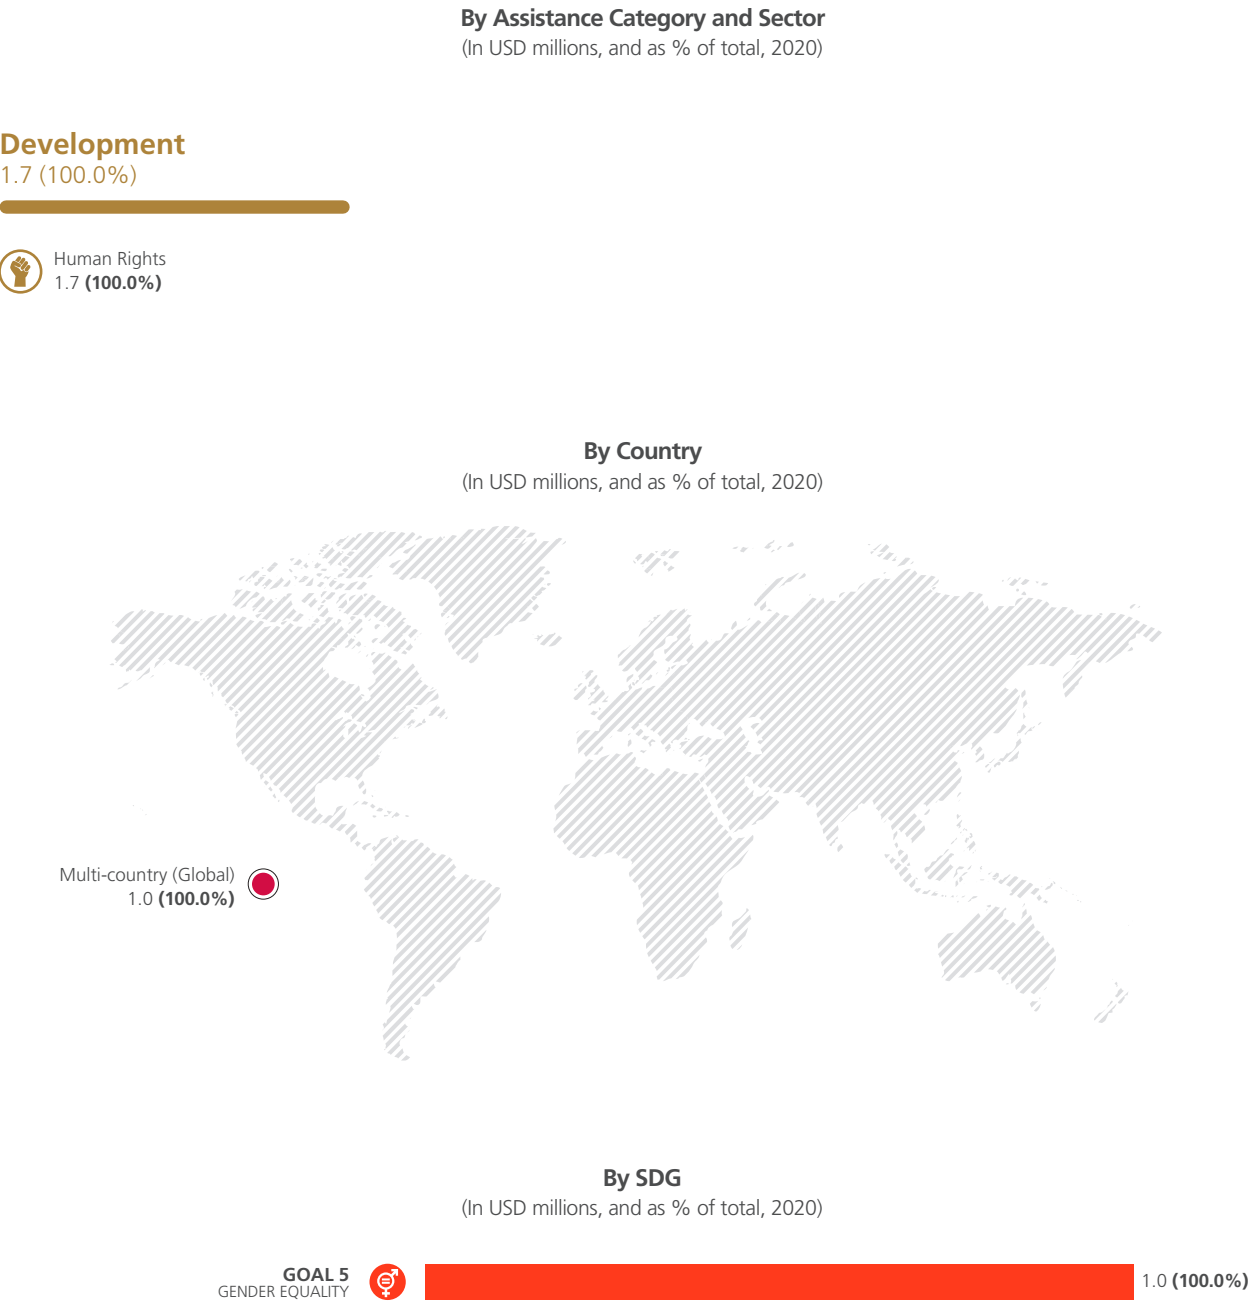 By Assistance Category and Sector
(In USD millions, and as % of total, 2020)
Development
1.7 (100.0%)
Human Rights
1.7 (100.0%)
By Country
(In USD millions, and as % of total, 2020)
Multi-country (Global)
1.0 (100.0%)
By SDG
(In USD millions, and as % of total, 2020)
GOAL 5
GENDER EQUALITY
1.0 (100.0%)